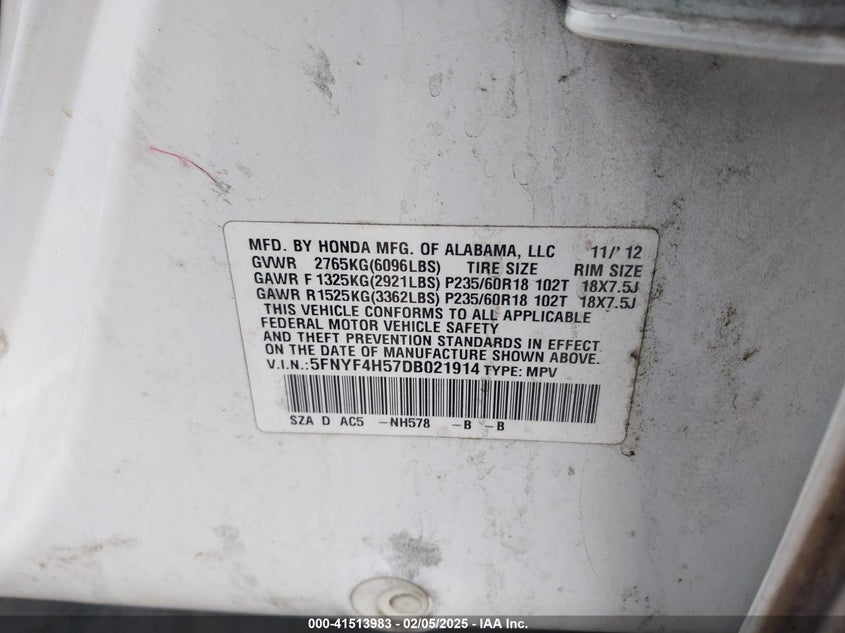 MFD. BY HONDA MFG. OF ALABAMA, LLC 11/' 12
GVWR 2765KG(6096LBS) TIRE SIZE RIM SIZE
GAWR F 1325KG(2921LBS) P235/60R18 102T 18X7.5J
GAWR R 1525KG(3362LBS) P235/60R18 102T 18X7.5J
THIS VEHICLE CONFORMS TO ALL APPLICABLE
FEDERAL MOTOR VEHICLE SAFETY
AND THEFT PREVENTION STANDARDS IN EFFECT
ON THE DATE OF MANUFACTURE SHOWN ABOVE.
V.I.N.:5FNYF4H57DB021914 TYPE: MPV
SZA D AC5 -NH578 -B -B
000-41513983 - 02/05/2025 - IAA Inc.